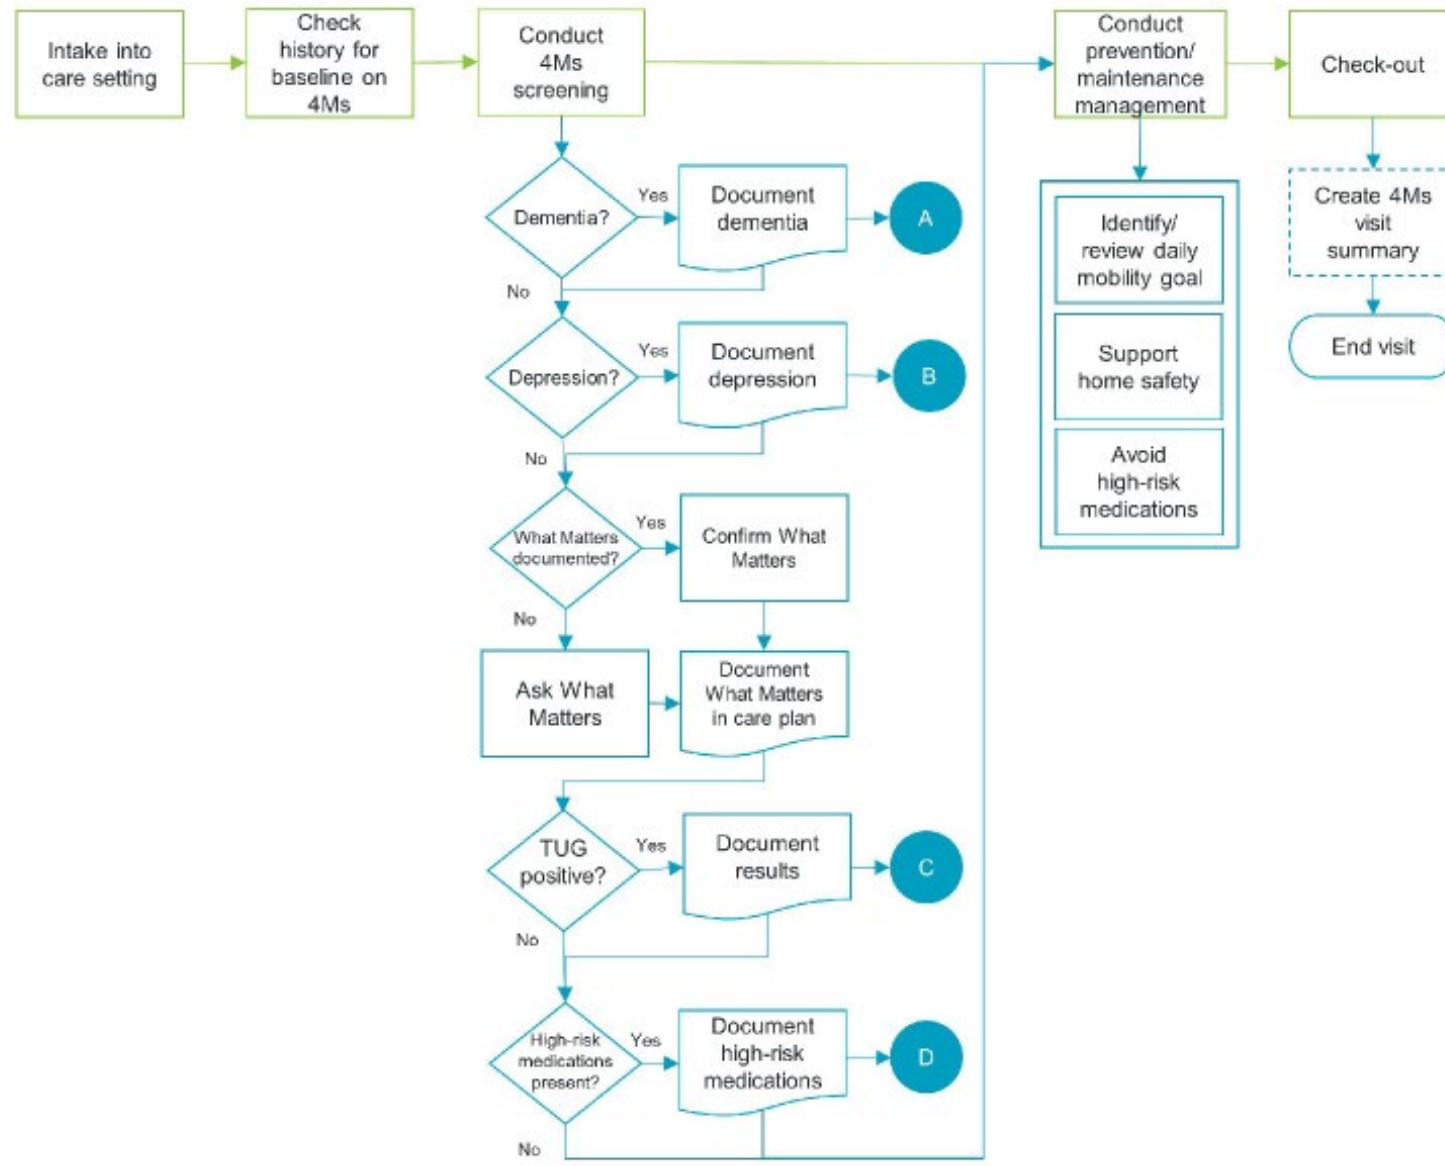 Intake into
care setting
Check
history for
baseline on
4Ms
Conduct
4Ms
screening
Conduct
prevention/
maintenance
management
Check-out
Dementia?
Yes
Document
dementia
A
No
Depression?
Yes
Document
depression
B
No
What Matters
documented?
Yes
Confirm What
Matters
No
Ask What
Matters
Document
What Matters
in care plan
TUG
positive?
Yes
Document
results
C
No
High-risk
medications
present?
Yes
Document
high-risk
medications
D
No
Identify/
review daily
mobility goal
Support
home safety
Avoid
high-risk
medications
Create 4Ms
visit
summary
End visit